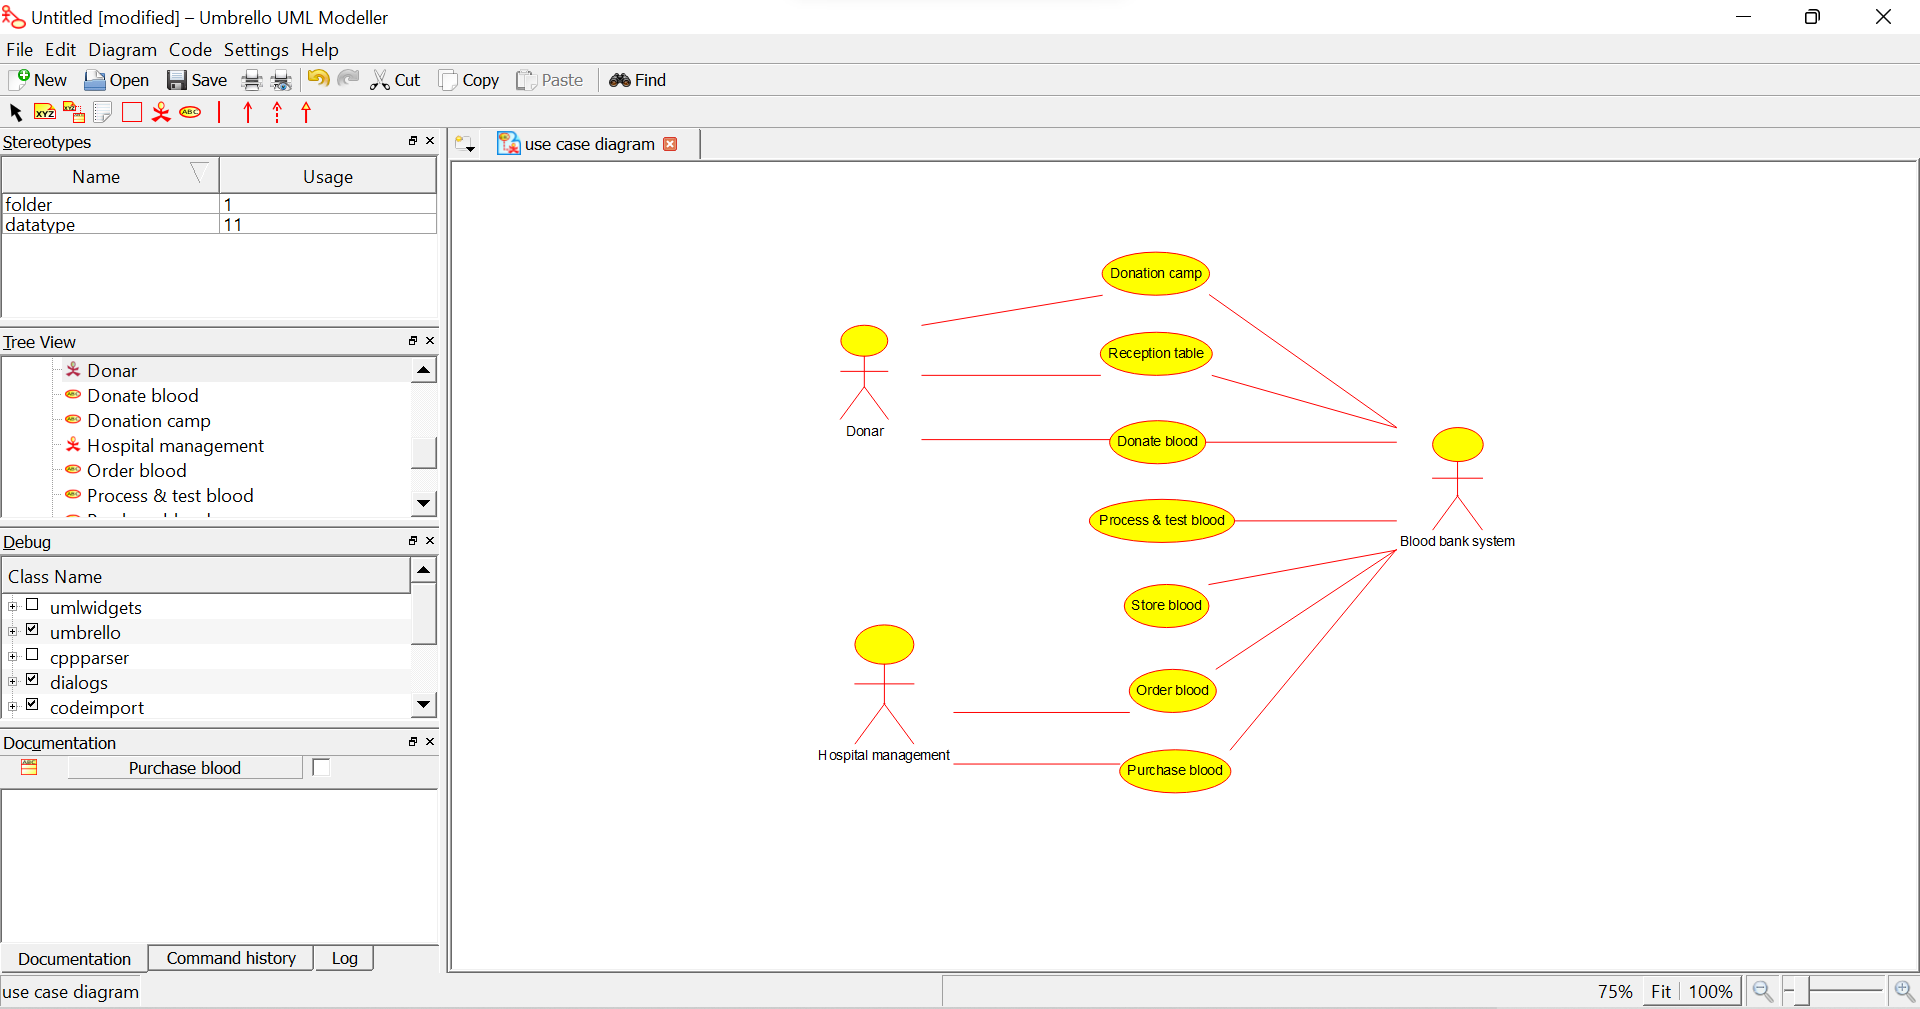 Untitled [modified] – Umbrello UML Modeller
File Edit Diagram Code Settings Help
New Open Save Cut Copy Paste Find
XYZ XYZ ABC
Stereotypes
use case diagram
Name Usage
folder 1
datatype 11
Tree View
Donar
Donate blood
Donation camp
Hospital management
Order blood
Process & test blood
Debug
Class Name
umlwidgets
umbrello
cppparser
dialogs
codeimport
Documentation
ABC Purchase blood
Documentation Command history Log
use case diagram
Donation camp
Reception table
Donar
Donate blood
Process & test blood
Blood bank system
Store blood
Order blood
Hospital management
Purchase blood
75% Fit 100%